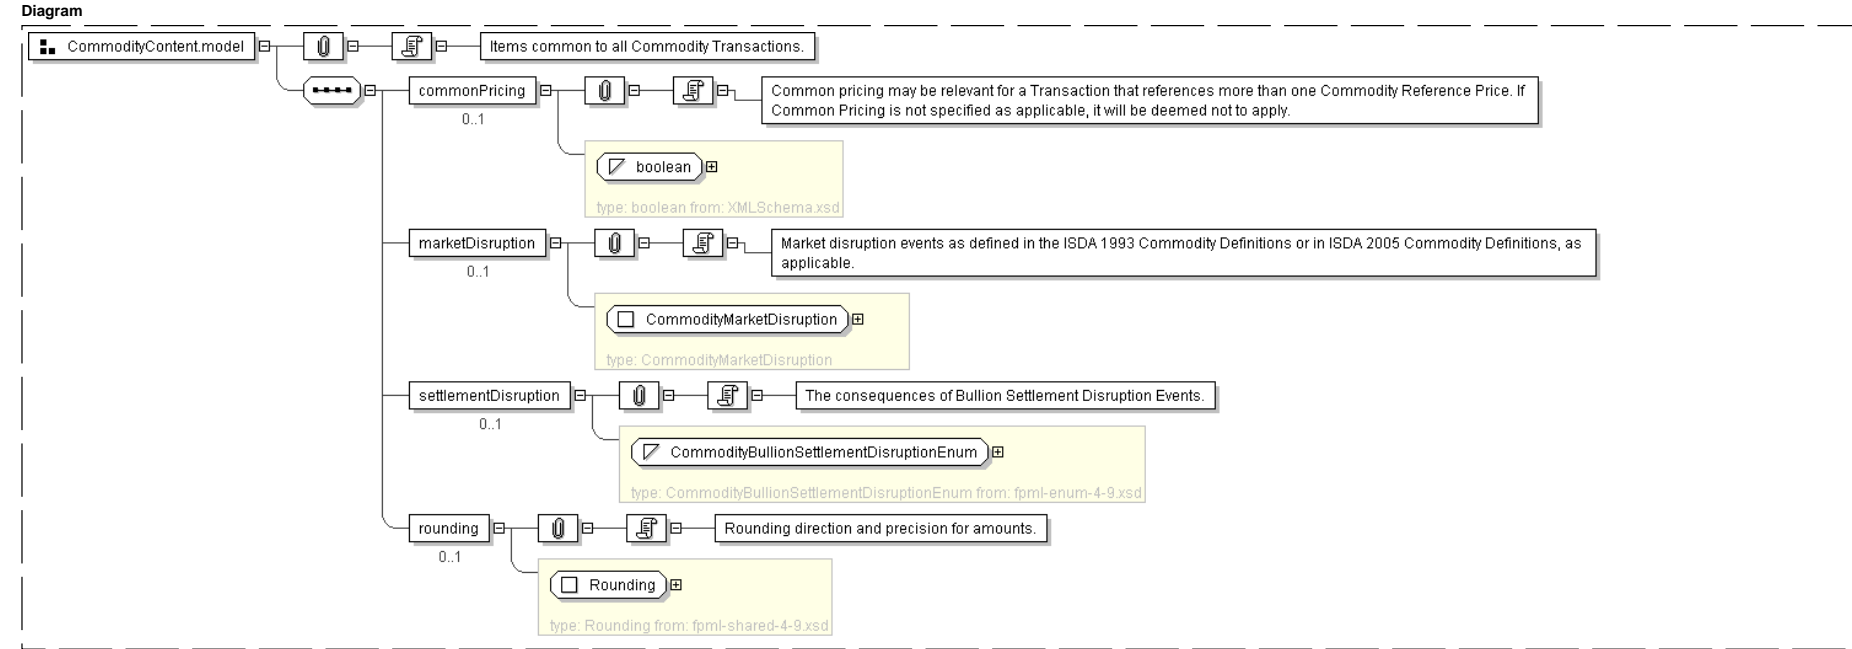 Diagram
CommodityContent.model
Items common to all Commodity Transactions.
commonPricing
0..1
Common pricing may be relevant for a Transaction that references more than one Commodity Reference Price. If
Common Pricing is not specified as applicable, it will be deemed not to apply.
boolean
type: boolean from: XMLSchema.xsd
marketDisruption
0..1
Market disruption events as defined in the ISDA 1993 Commodity Definitions or in ISDA 2005 Commodity Definitions, as
applicable.
CommodityMarketDisruption
type: CommodityMarketDisruption
settlementDisruption
0..1
The consequences of Bullion Settlement Disruption Events.
CommodityBullionSettlementDisruptionEnum
type: CommodityBullionSettlementDisruptionEnum from: fpml-enum-4-9.xsd
rounding
0..1
Rounding direction and precision for amounts.
Rounding
type: Rounding from: fpml-shared-4-9.xsd